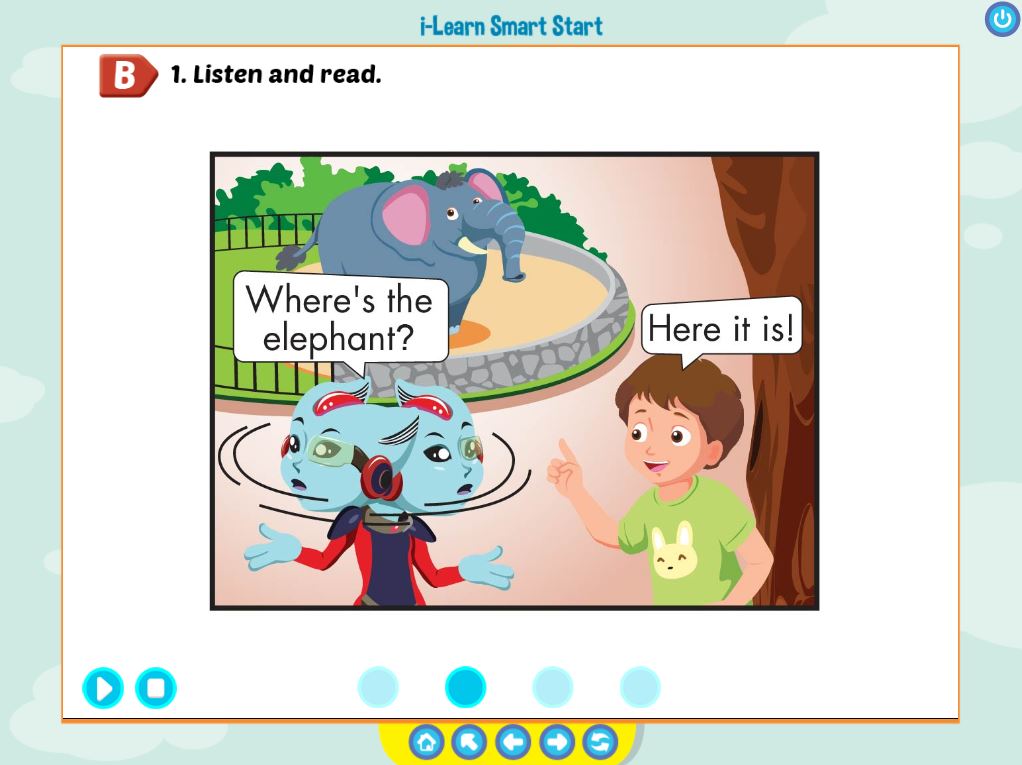 i-Learn Smart Start
B 1. Listen and read.
Where's the
elephant?
Here it is!